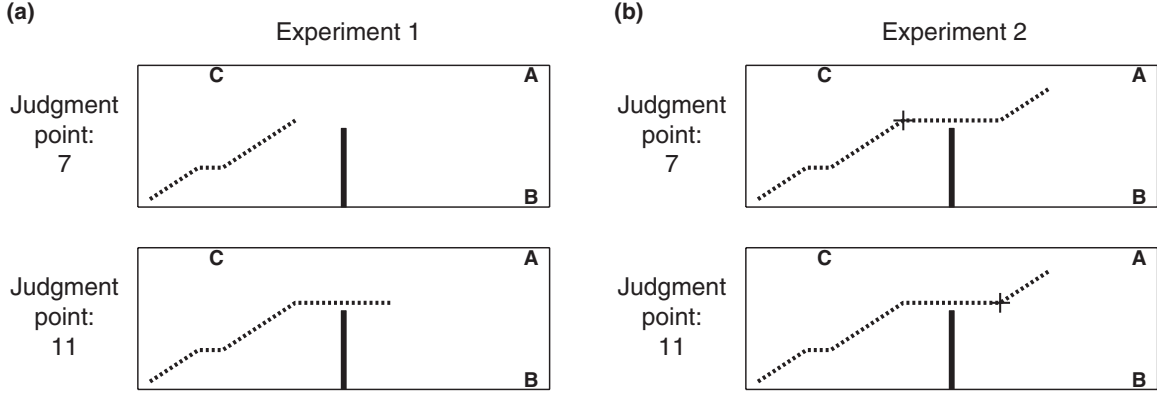 (a)
Experiment 1
Judgment
point:
7
C
A
B
Judgment
point:
11
C
A
B
(b)
Experiment 2
Judgment
point:
7
C
A
B
Judgment
point:
11
C
A
B